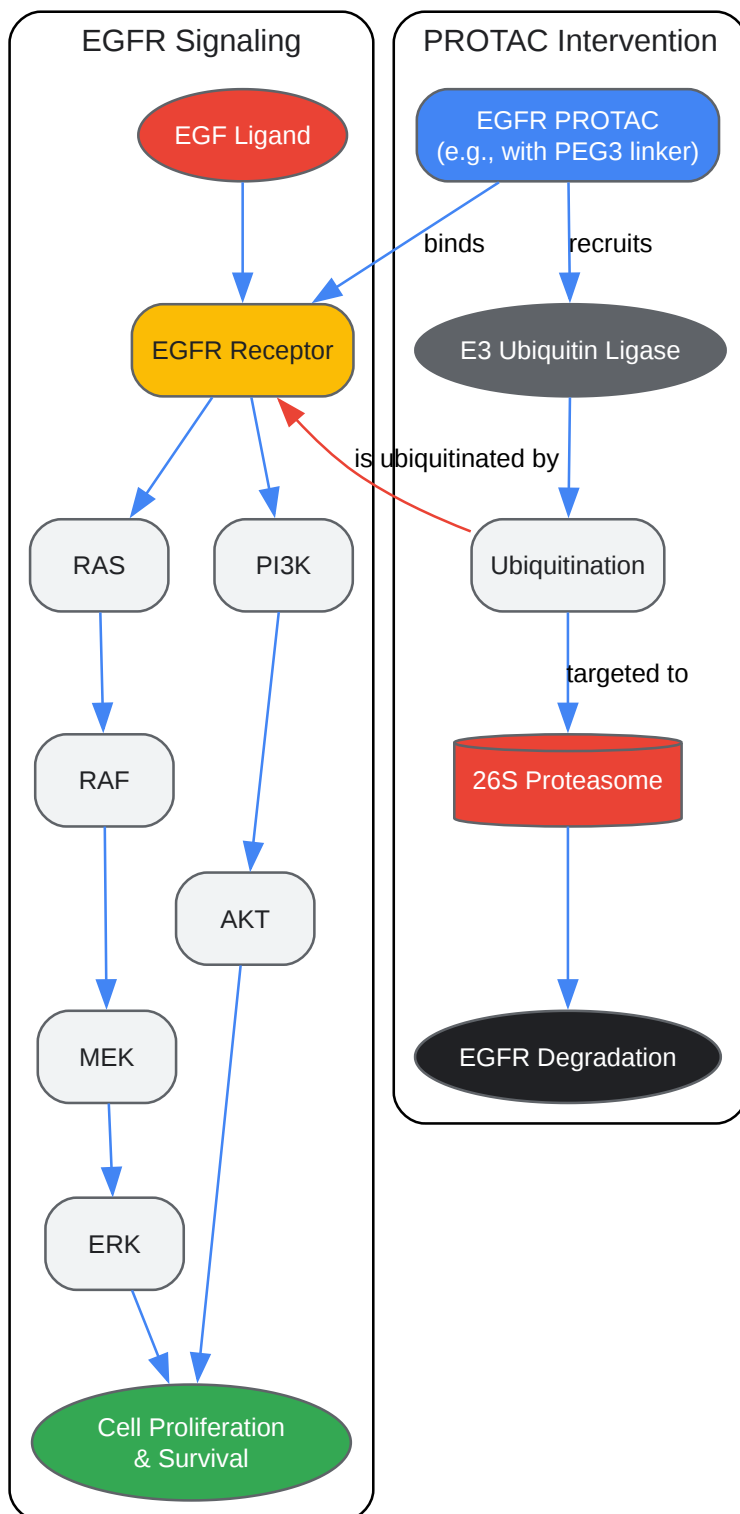 EGFR Signaling
PROTAC Intervention
EGF Ligand
EGFR PROTAC
(e.g., with PEG3 linker)
binds
recruits
EGFR Receptor
E3 Ubiquitin Ligase
is ubiquitinated by
RAS
PI3K
Ubiquitination
targeted to
RAF
26S Proteasome
AKT
MEK
EGFR Degradation
ERK
Cell Proliferation
& Survival